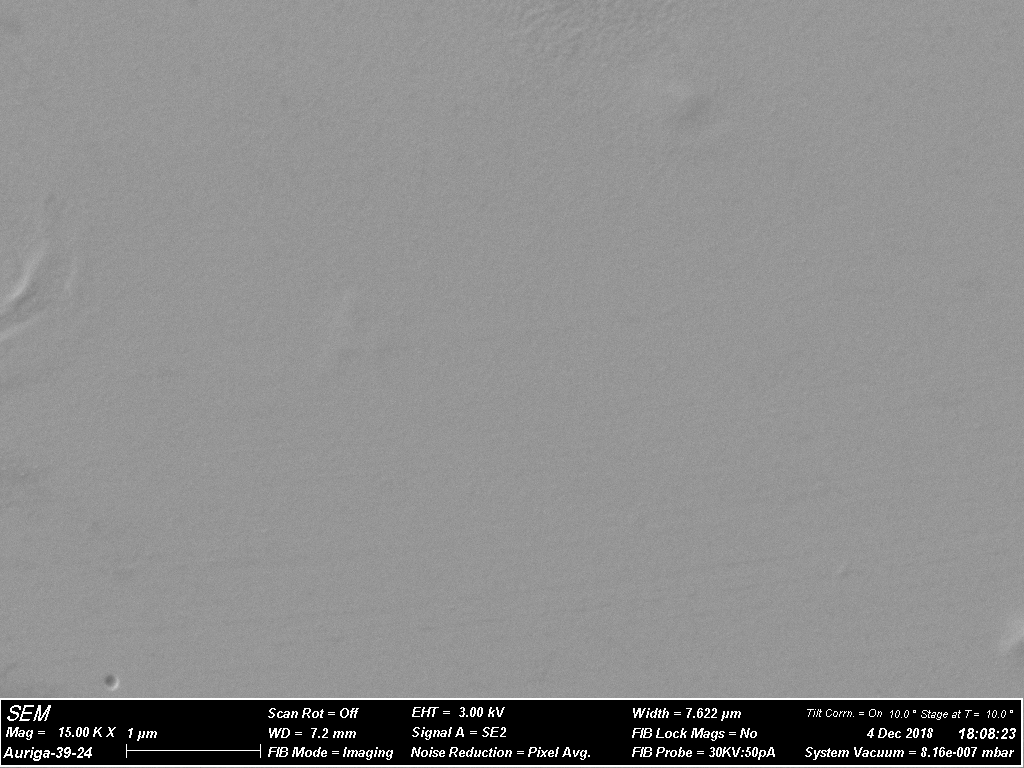 SEM
Mag = 15.00 K X 1 µm
Auriga-39-24
Scan Rot = Off
WD = 7.2 mm
FIB Mode = Imaging
EHT = 3.00 kV
Signal A = SE2
Noise Reduction = Pixel Avg.
Width = 7.622 µm
FIB Lock Mags = No
FIB Probe = 30KV:50pA
Tilt Corrn. = On 10.0 ° Stage at T = 10.0 °
4 Dec 2018 18:08:23
System Vacuum = 8.16e-007 mbar